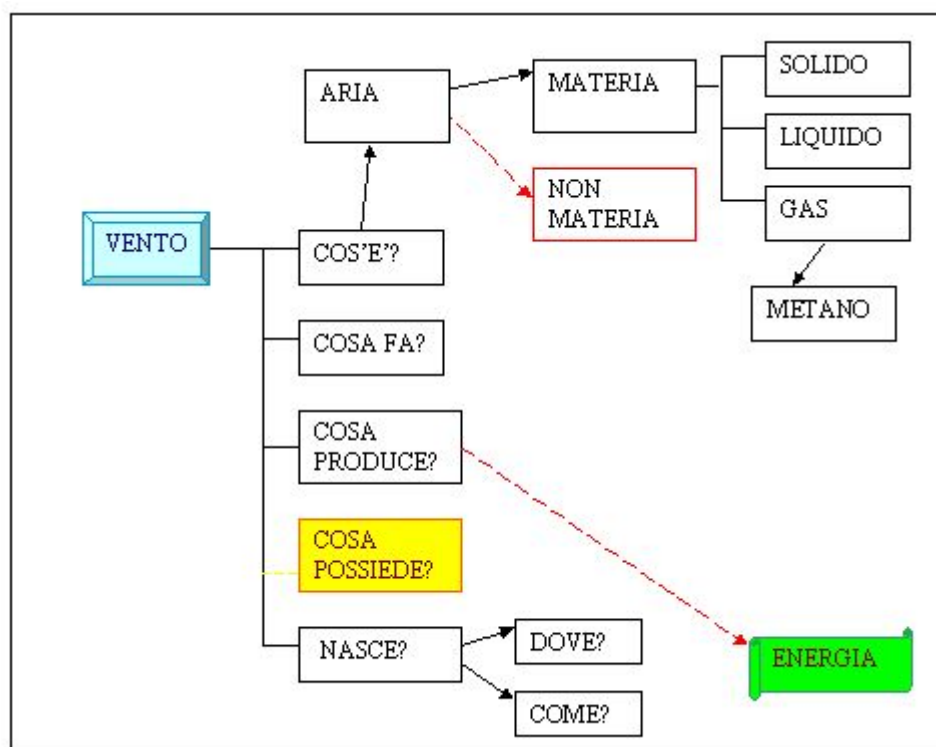 VENTO
COS'E'?
ARIA
MATERIA
SOLIDO
LIQUIDO
GAS
METANO
NON
MATERIA
COSA FA?
COSA
PRODUCE?
ENERGIA
COSA
POSSIEDE?
NASCE?
DOVE?
COME?